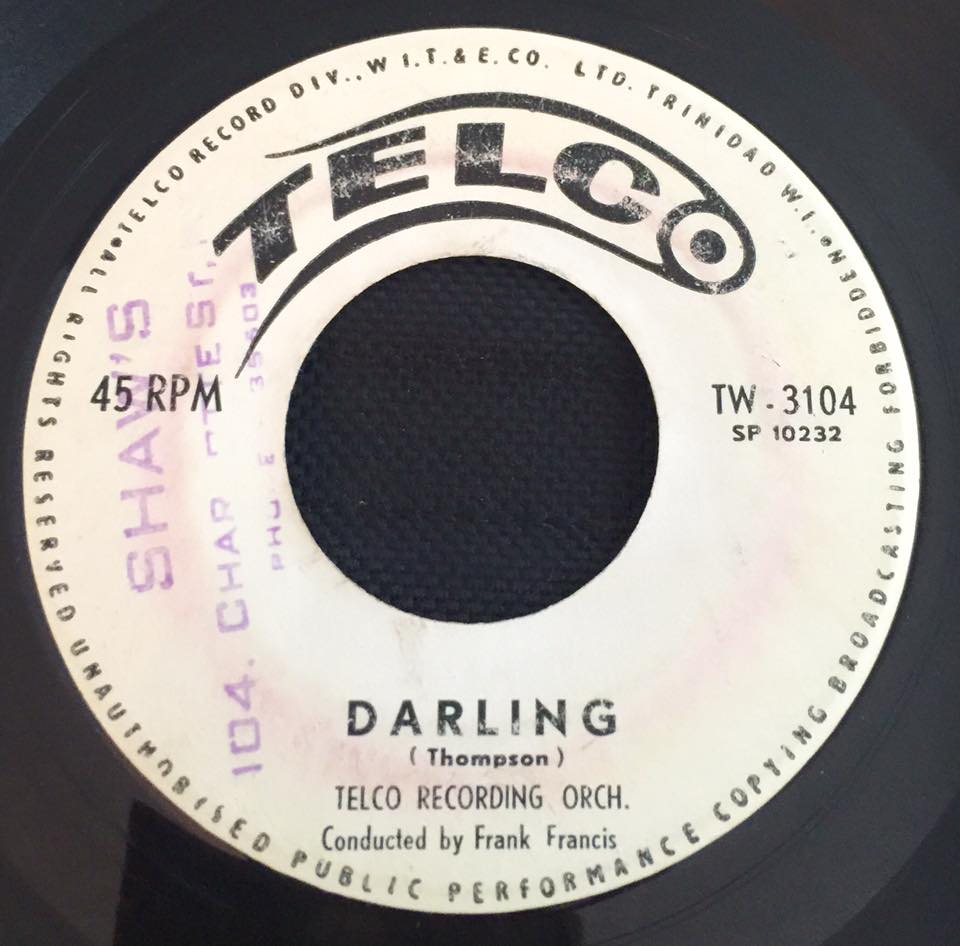 TELCO RECORD DIV., W I.T. & E. CO. LTD. TRINIDAD W.I.,
TELCO
45 RPM
TW - 3104
SP 10232
SHAW'S
104. CHAR
35503
DARLING
( Thompson )
TELCO RECORDING ORCH.
Conducted by Frank Francis
ALL RIGHTS RESERVED UNAUTHORISED PUBLIC PERFORMANCE COPYING BROADCASTING FORBIDDEN